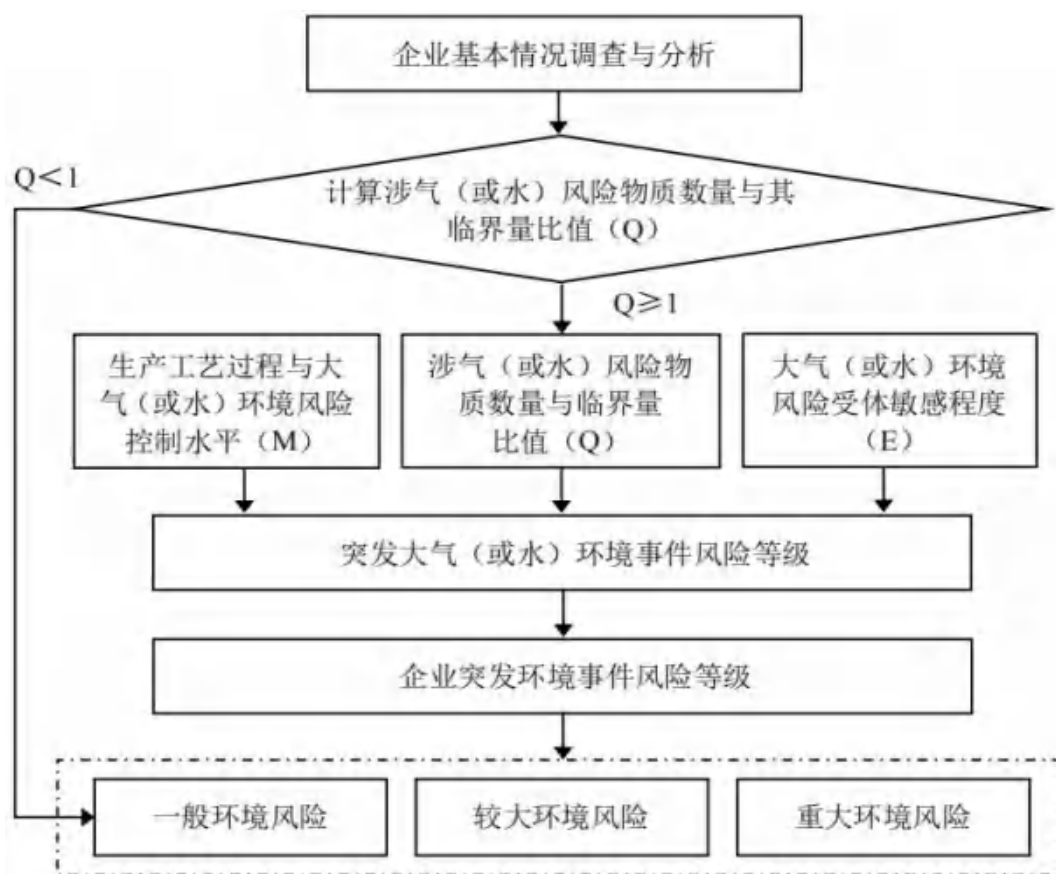 企业基本情况调查与分析
Q<1
计算涉气（或水）风险物质数量与其
临界量比值（Q）
Q≥1
生产工艺过程与大
气（或水）环境风险
控制水平（M）
涉气（或水）风险物
质数量与临界量
比值（Q）
大气（或水）环境
风险受体敏感程度
（E）
突发大气（或水）环境事件风险等级
企业突发环境事件风险等级
一般环境风险
较大环境风险
重大环境风险